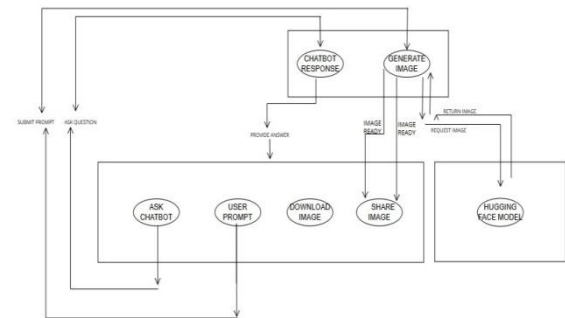 CHATBOT
RESPONSE
GENERATE
IMAGE
SUBMIT PROMPT
ASK QUESTION
PROVIDE ANSWER
IMAGE
READY
IMAGE
READY
RETURN IMAGE
REQUEST IMAGE
ASK
CHATBOT
USER
PROMPT
DOWNLOAD
IMAGE
SHARE
IMAGE
HUGGING
FACE MODEL